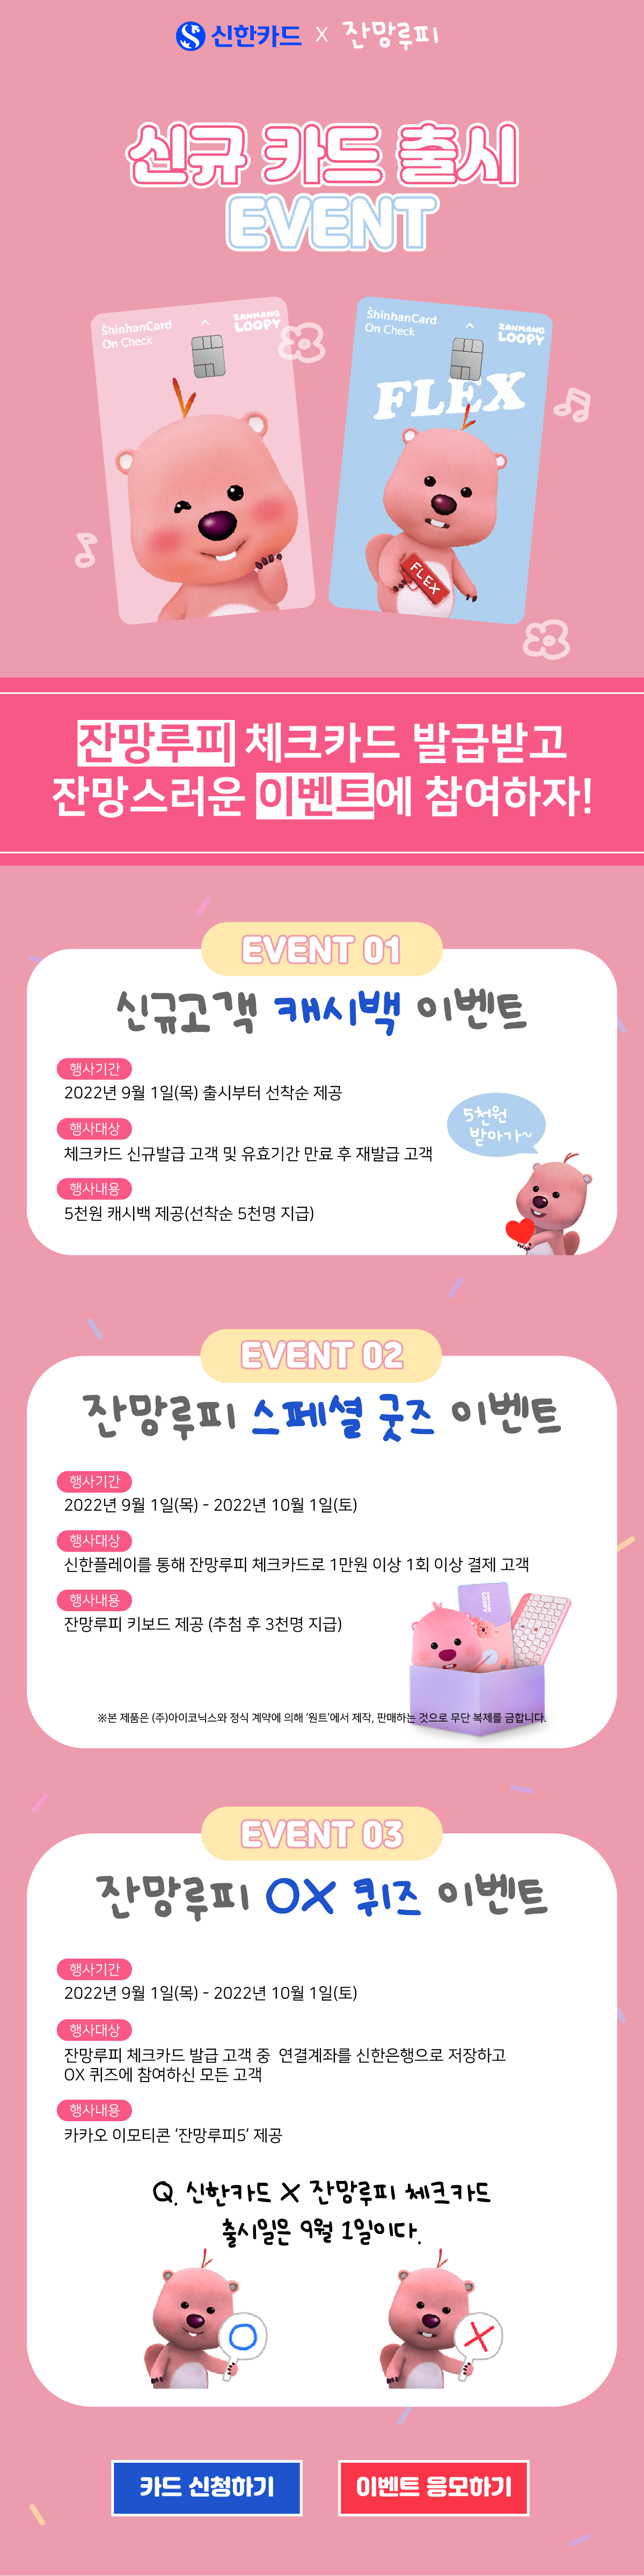 신한카드 X 잔망루피
신규 카드 출시
EVENT
ShinhanCard
On Check
ZANMANG
LOOPY
ShinhanCard
On Check
ZANMANG
LOOPY
FLEX
FLEX
잔망루피 체크카드 발급받고
잔망스러운 이벤트에 참여하자!
EVENT 01
신규고객 캐시백 이벤트
행사기간
2022년 9월 1일(목) 출시부터 선착순 제공
행사대상
체크카드 신규발급 고객 및 유효기간 만료 후 재발급 고객
행사내용
5천원 캐시백 제공(선착순 5천명 지급)
5천원
받아가~
EVENT 02
잔망루피 스페셜 굿즈 이벤트
행사기간
2022년 9월 1일(목) - 2022년 10월 1일(토)
행사대상
신한플레이를 통해 잔망루피 체크카드로 1만원 이상 1회 이상 결제 고객
행사내용
잔망루피 키보드 제공 (추첨 후 3천명 지급)
LOOPY
※본 제품은 (주)아이코닉스와 정식 계약에 의해 '원트'에서 제작, 판매하는 것으로 무단 복제를 금합니다.
EVENT 03
잔망루피 OX 퀴즈 이벤트
행사기간
2022년 9월 1일(목) - 2022년 10월 1일(토)
행사대상
잔망루피 체크카드 발급 고객 중 연결계좌를 신한은행으로 저장하고
OX 퀴즈에 참여하신 모든 고객
행사내용
카카오 이모티콘 '잔망루피5' 제공
Q. 신한카드 X 잔망루피 체크카드
출시일은 9월 1일이다.
O X
카드 신청하기
이벤트 응모하기